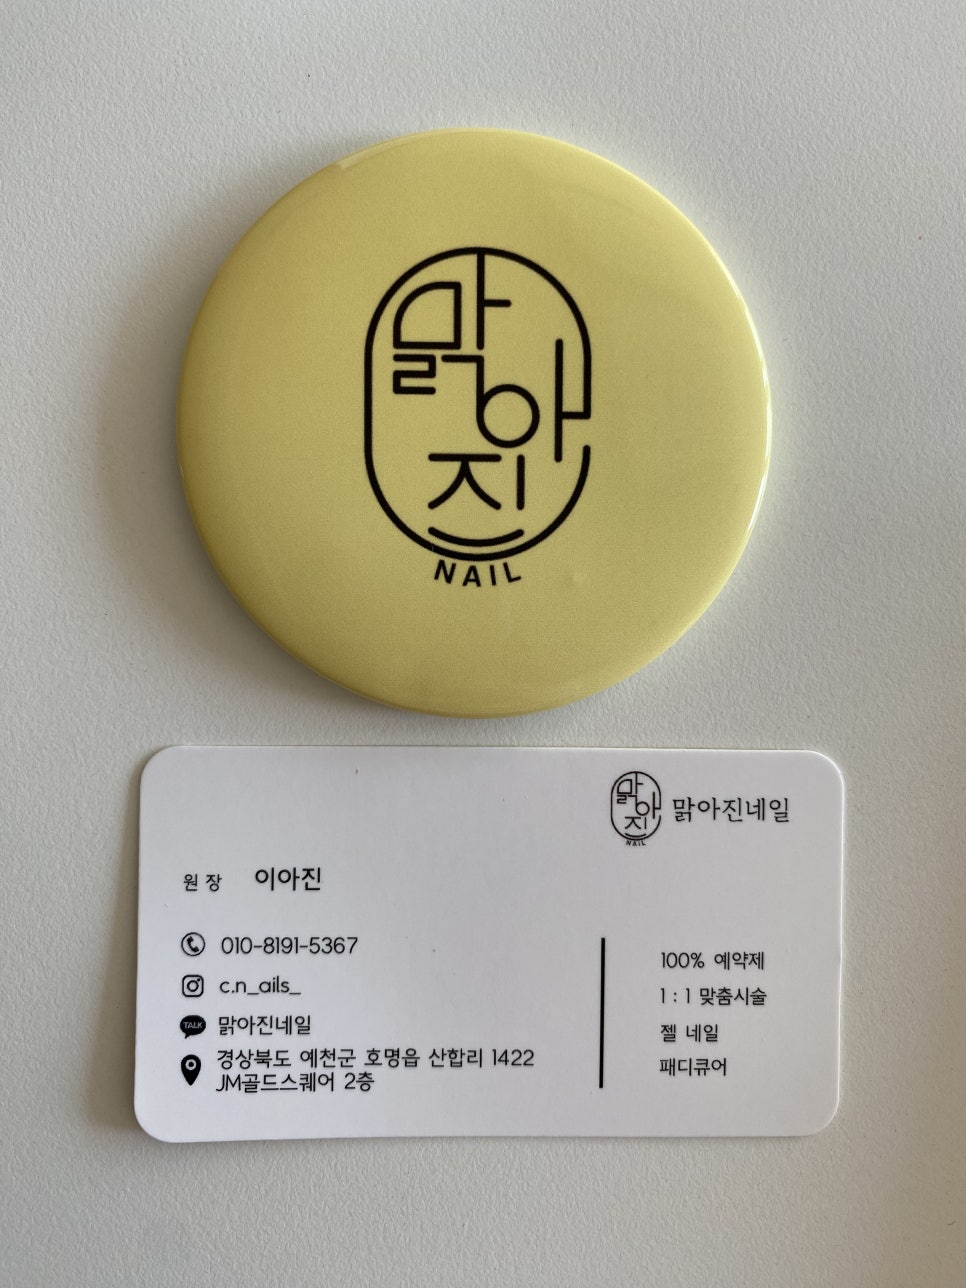 맑아진
NAIL
맑아진
NAIL
맑아진네일
원장 이아진
010-8191-5367
c.n_ails_
TALK 맑아진네일
경상북도 예천군 호명읍 산합리 1422
JM골드스퀘어 2층
100% 예약제
1 : 1 맞춤시술
젤 네일
패디큐어